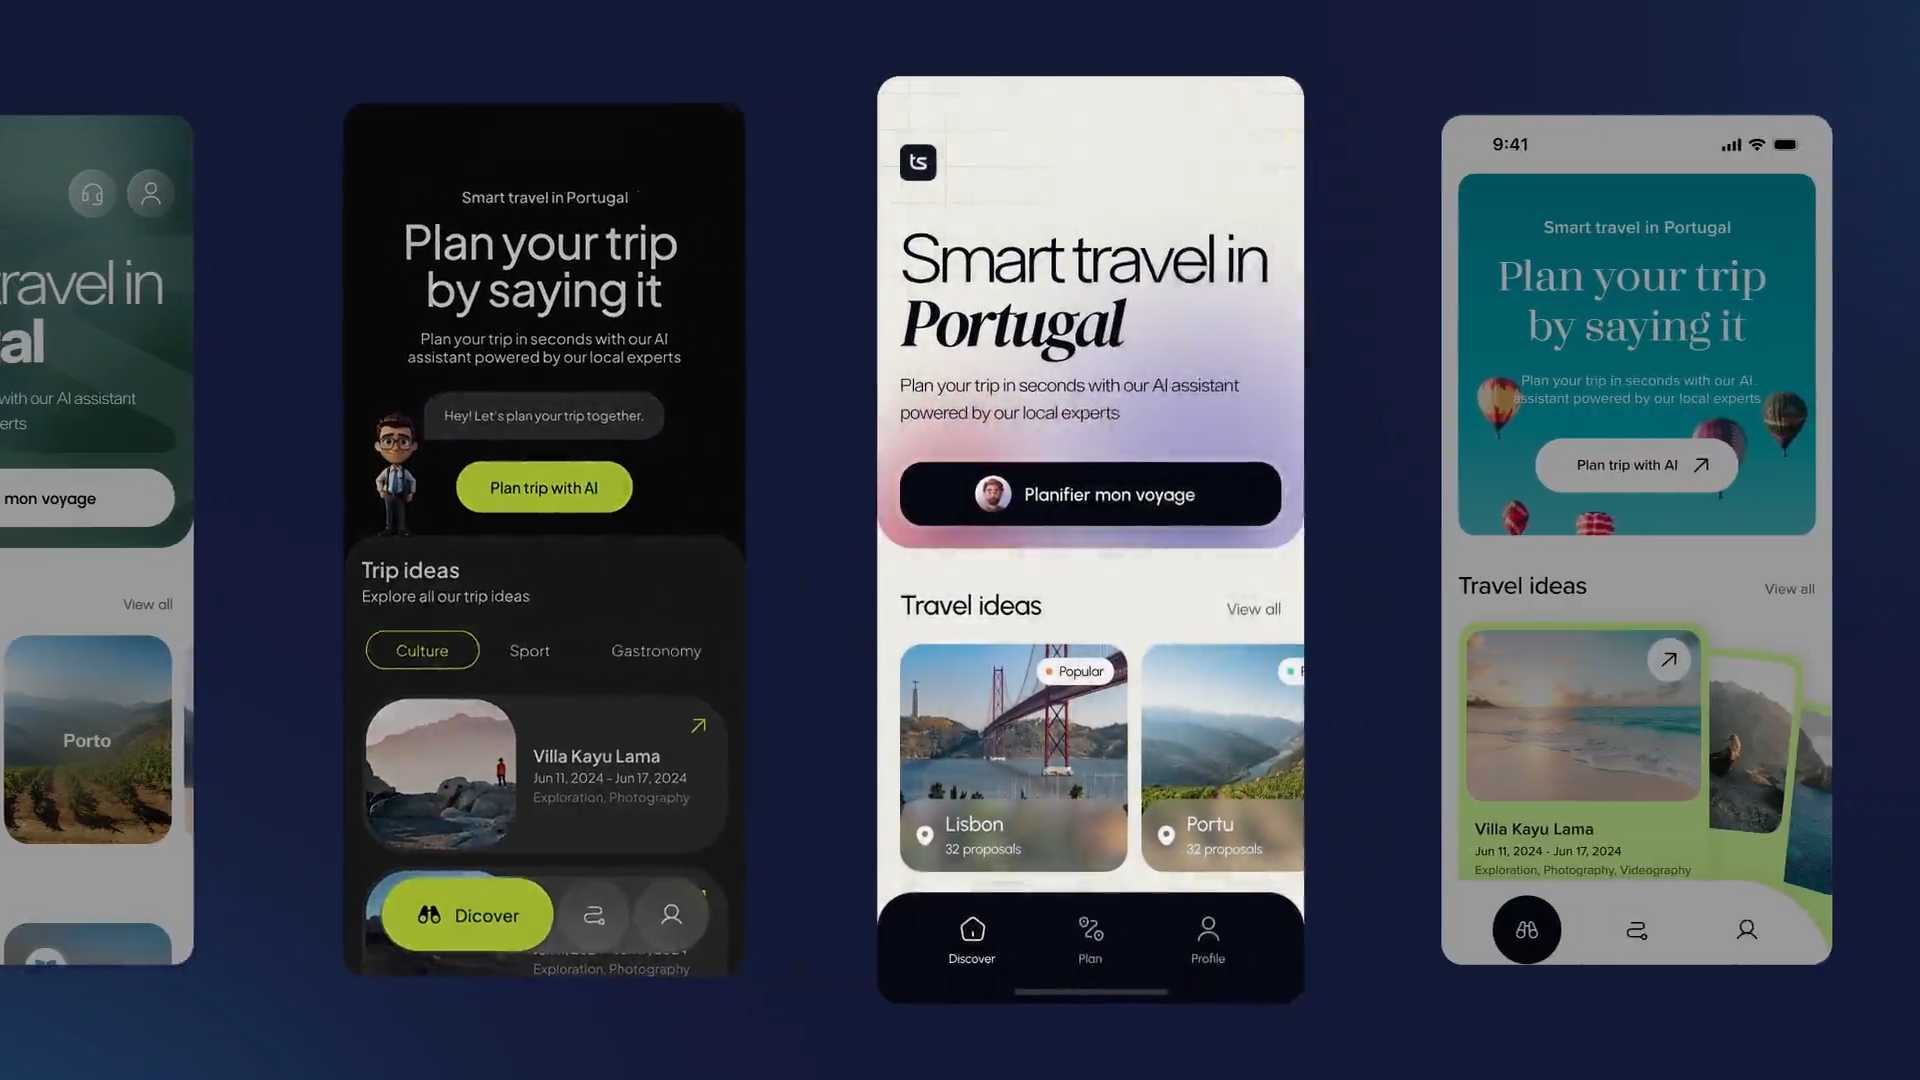 ravel in
al
with our AI assistant
erts
mon voyage
View all
Porto
Smart travel in Portugal
Plan your trip
by saying it
Plan your trip in seconds with our AI
assistant powered by our local experts
Hey! Let's plan your trip together.
Plan trip with AI
Trip ideas
Explore all our trip ideas
Culture
Sport
Gastronomy
Villa Kayu Lama
Jun 11, 2024 - Jun 17, 2024
Exploration, Photography
Dicover
Exploration, Photography
ts
Smart travel in
Portugal
Plan your trip in seconds with our AI assistant
powered by our local experts
Planifier mon voyage
Travel ideas
View all
Popular
Lisbon
32 proposals
Portu
32 proposals
Discover
Plan
Profile
9:41
Smart travel in Portugal
Plan your trip
by saying it
Plan your trip in seconds with our AI
assistant powered by our local experts
Plan trip with AI
Travel ideas
View all
Villa Kayu Lama
Jun 11, 2024 - Jun 17, 2024
Exploration, Photography, Videography